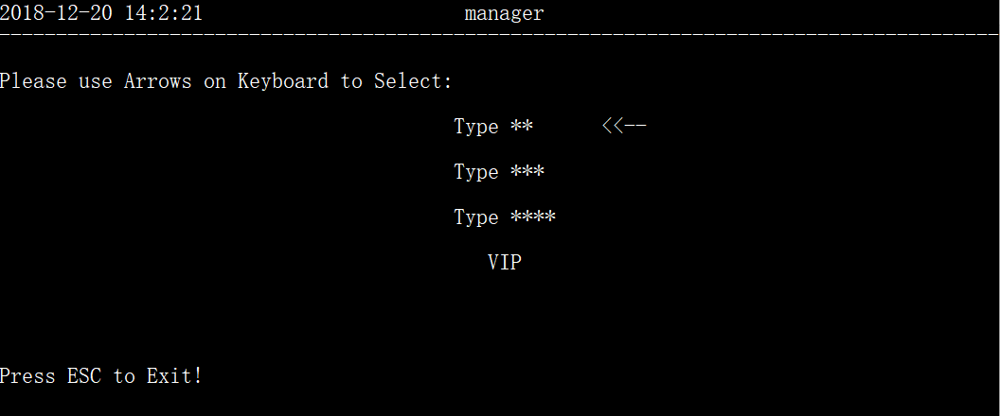 2018-12-20 14:2:21 manager
----------------------------------------------------------------------------------------
Please use Arrows on Keyboard to Select:
Type ** <<--
Type ***
Type ****
VIP
Press ESC to Exit!